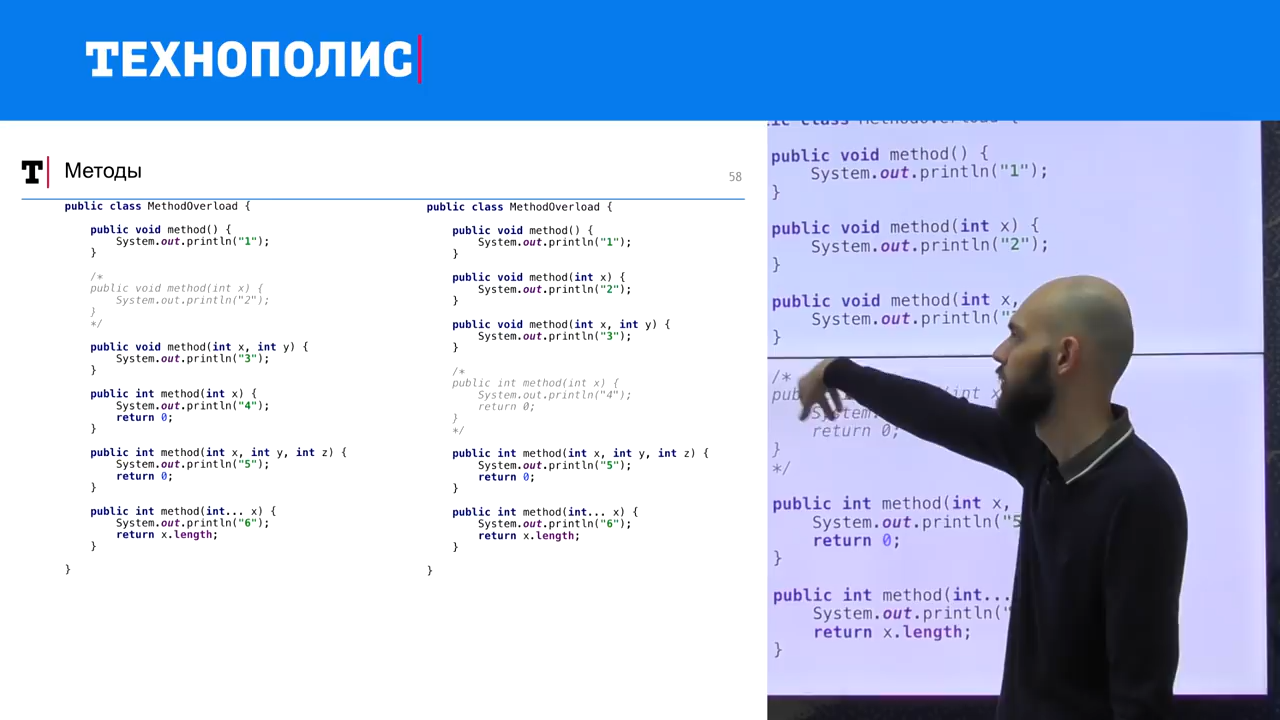 ТЕХНОПОЛИС
T Методы
58
public class MethodOverload {
public void method() {
System.out.println("1");
}
/*
public void method(int x) {
System.out.println("2");
}
*/
public void method(int x, int y) {
System.out.println("3");
}
public int method(int x) {
System.out.println("4");
return 0;
}
public int method(int x, int y, int z) {
System.out.println("5");
return 0;
}
public int method(int... x) {
System.out.println("6");
return x.length;
}
}
public class MethodOverload {
public void method() {
System.out.println("1");
}
public void method(int x) {
System.out.println("2");
}
public void method(int x, int y) {
System.out.println("3");
}
/*
public int method(int x) {
System.out.println("4");
return 0;
}
*/
public int method(int x, int y, int z) {
System.out.println("5");
return 0;
}
public int method(int... x) {
System.out.println("6");
return x.length;
}
}
public void method() {
System.out.println("1");
}
public void method(int x) {
System.out.println("2");
}
public void method(int x,
System.out.println("
}
/*
int x
System.
return 0;
}
*/
public int method(int x,
System.out.println("5
return 0;
}
public int method(int...
System.out.println("
return x.length;
}